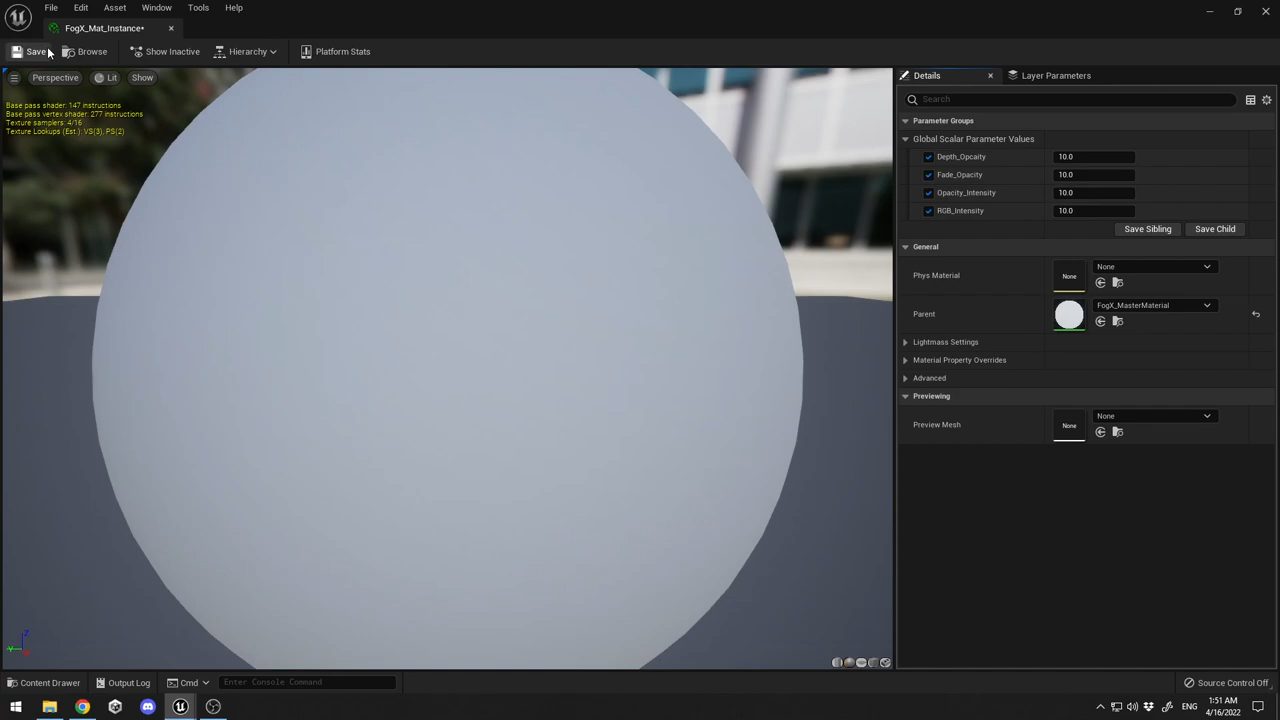 File Edit Asset Window Tools Help
FogX_Mat_Instance*
Save Browse Show Inactive Hierarchy Platform Stats
Perspective Lit Show
Base pass shader: 147 instructions
Base pass vertex shader: 277 instructions
Texture samplers: 4/16
Texture Lookups (Est.): VS(3), PS(2)
Details Layer Parameters
Search
Parameter Groups
Global Scalar Parameter Values
Depth_Opcaity 10.0
Fade_Opacity 10.0
Opacity_Intensity 10.0
RGB_Intensity 10.0
Save Sibling Save Child
General
Phys Material None None
Parent FogX_MasterMaterial
Lightmass Settings
Material Property Overrides
Advanced
Previewing
Preview Mesh None None
Z
Content Drawer Output Log Cmd Enter Console Command Source Control Off
ENG 1:51 AM
4/16/2022